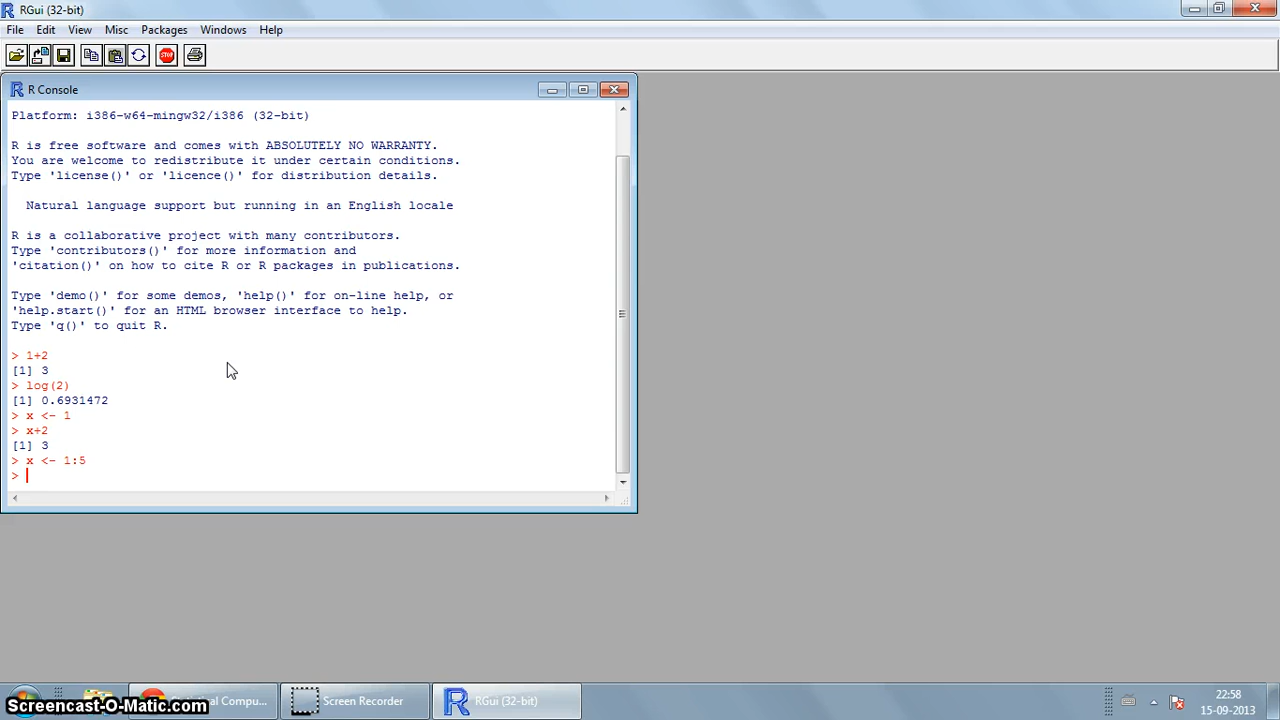 RGui (32-bit)
File Edit View Misc Packages Windows Help
STOP
R Console
Platform: i386-w64-mingw32/i386 (32-bit)
R is free software and comes with ABSOLUTELY NO WARRANTY.
You are welcome to redistribute it under certain conditions.
Type 'license()' or 'licence()' for distribution details.
Natural language support but running in an English locale
R is a collaborative project with many contributors.
Type 'contributors()' for more information and
'citation()' on how to cite R or R packages in publications.
Type 'demo()' for some demos, 'help()' for on-line help, or
'help.start()' for an HTML browser interface to help.
Type 'q()' to quit R.
> 1+2
[1] 3
> log(2)
[1] 0.6931472
> x <- 1
> x+2
[1] 3
> x <- 1:5
>
Screencast-O-Matic.com
Compu... Screen Recorder RGui (32-bit)
22:58
15-09-2013